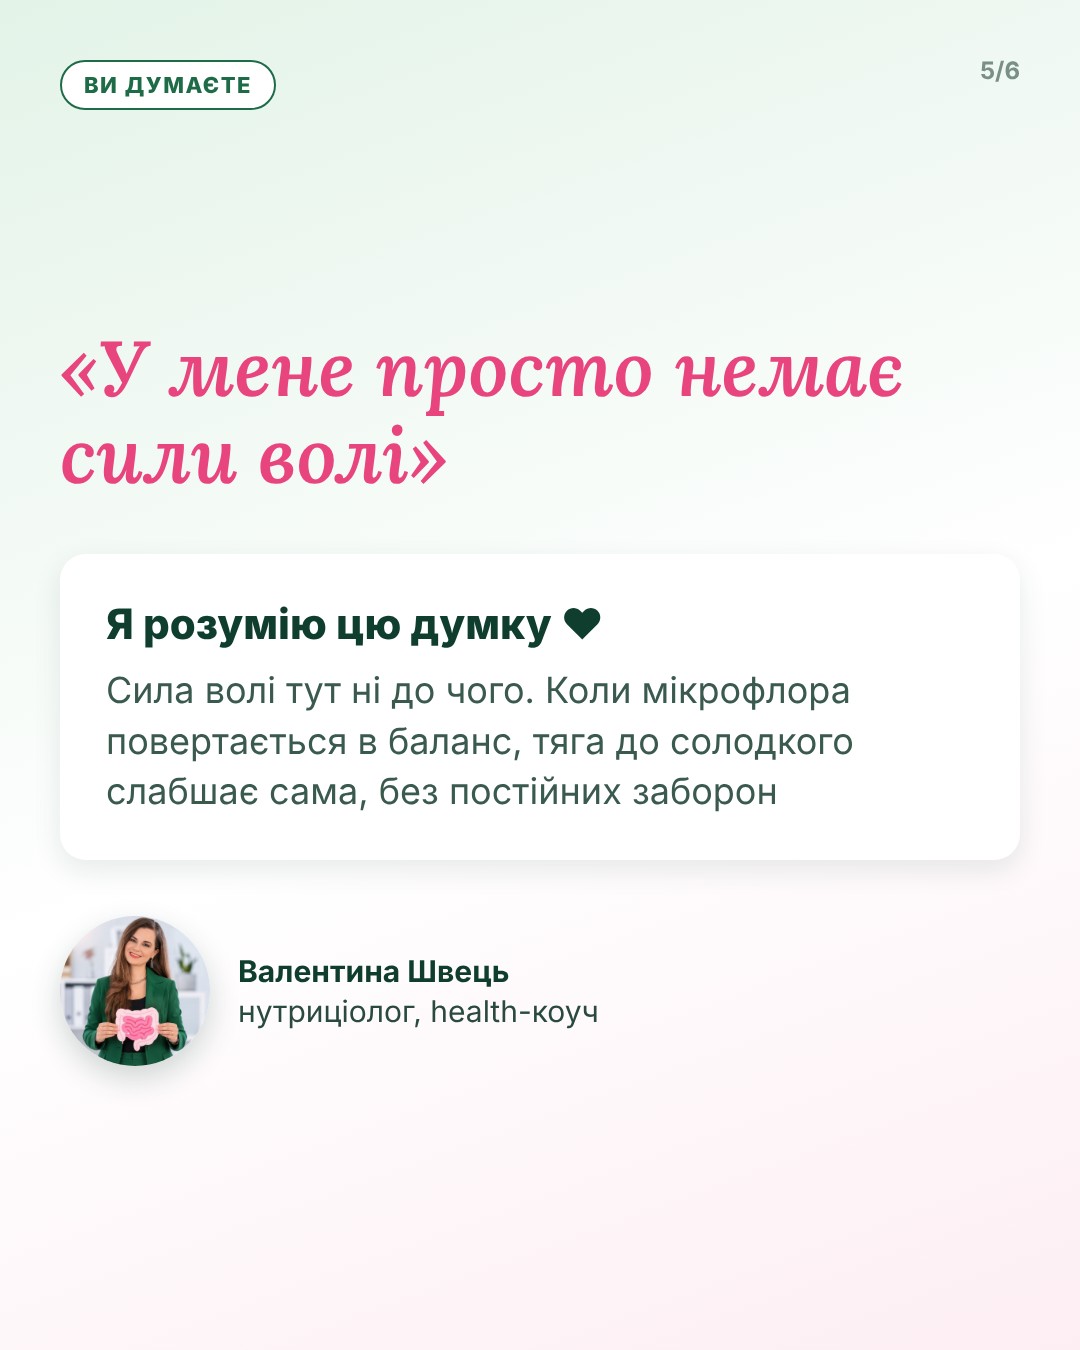 ВИ ДУМАЄТЕ
5/6
«У мене просто немає
сили волі»
Я розумію цю думку ♥
Сила волі тут ні до чого. Коли мікрофлора
повертається в баланс, тяга до солодкого
слабшає сама, без постійних заборон
Валентина Швець
нутриціолог, health-коуч